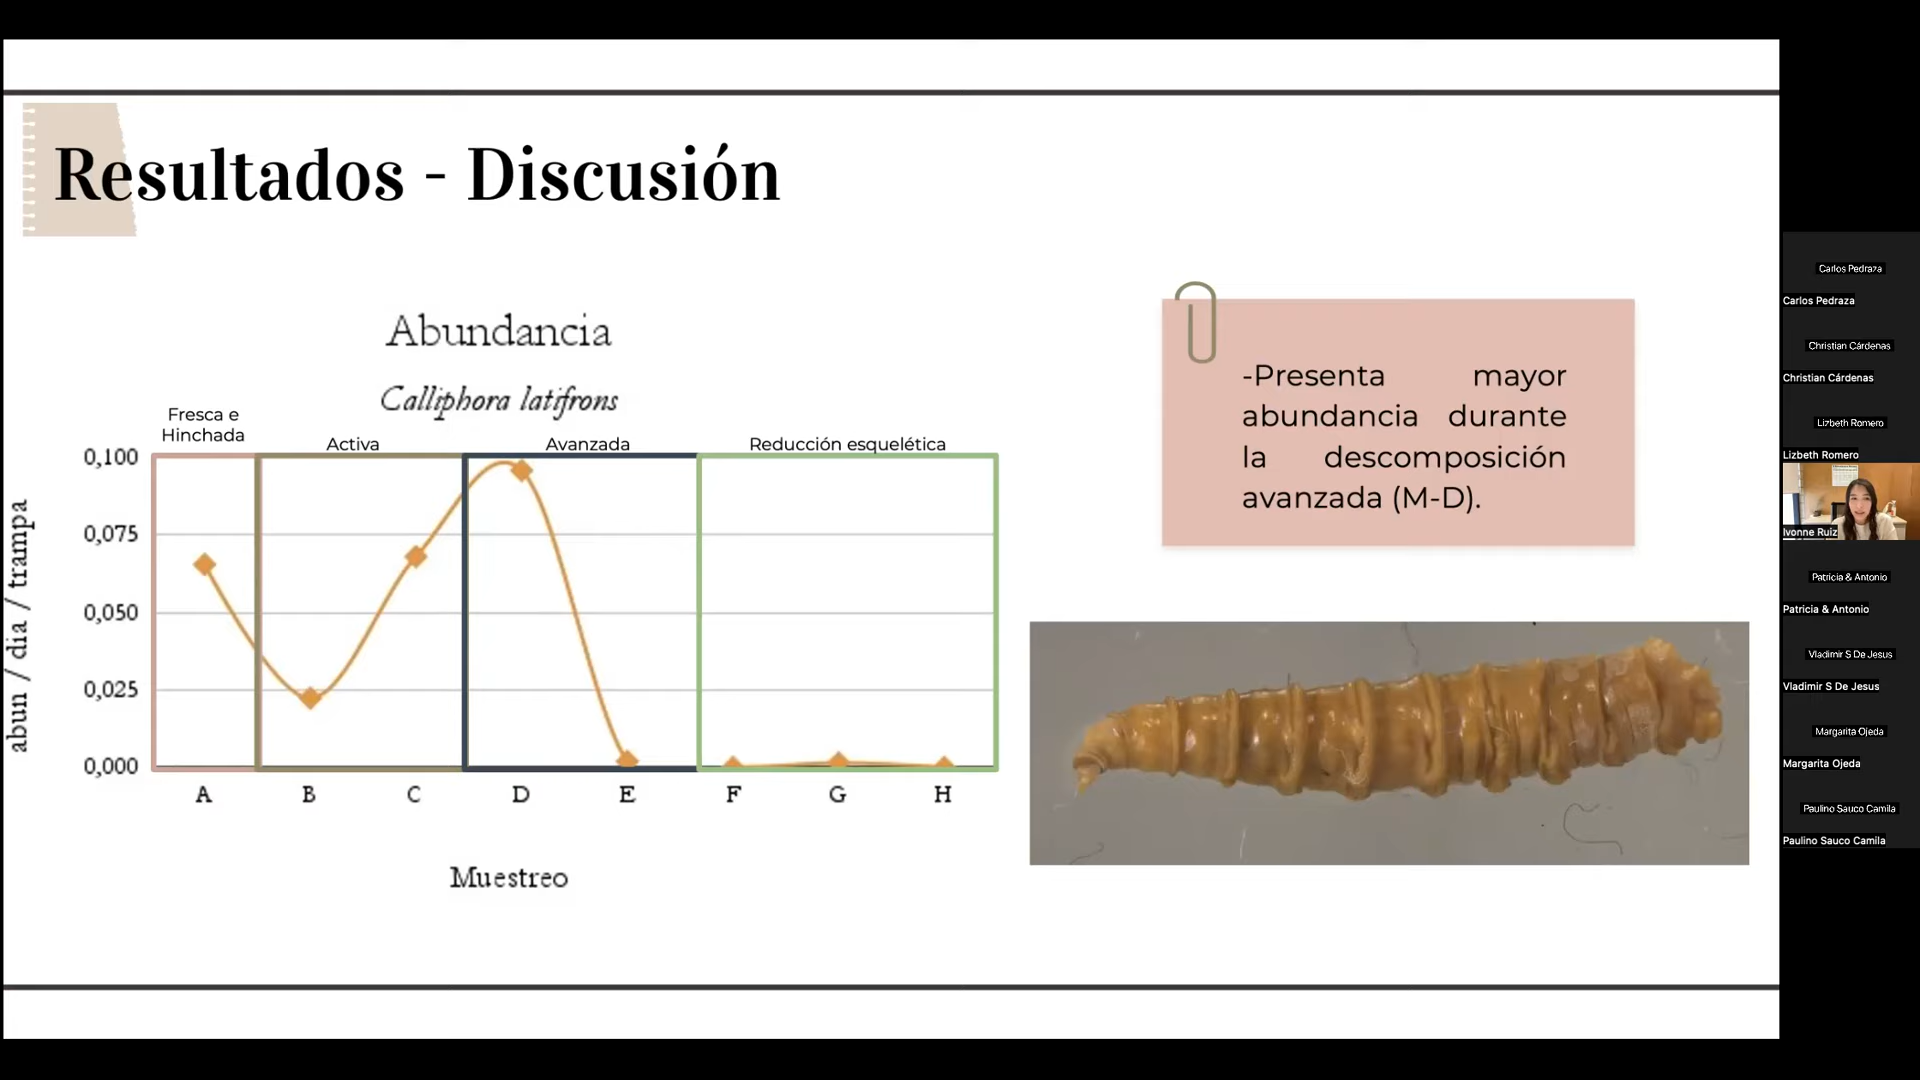 Resultados - Discusión
Abundancia
Calliphora latifrons
Fresca e
Hinchada
Activa
Avanzada
Reducción esquelética
0,100
0,075
0,050
0,025
0,000
abun / dia / trampa
A B C D E F G H
Muestreo
-Presenta mayor
abundancia durante
la descomposición
avanzada (M-D).
Carlos Pedraza
Carlos Pedraza
Christian Cárdenas
Christian Cárdenas
Lizbeth Romero
Lizbeth Romero
Ivonne Ruiz
Patricia & Antonio
Patricia & Antonio
Vladimir S De Jesus
Vladimir S De Jesus
Margarita Ojeda
Margarita Ojeda
Paulino Sauco Camila
Paulino Sauco Camila